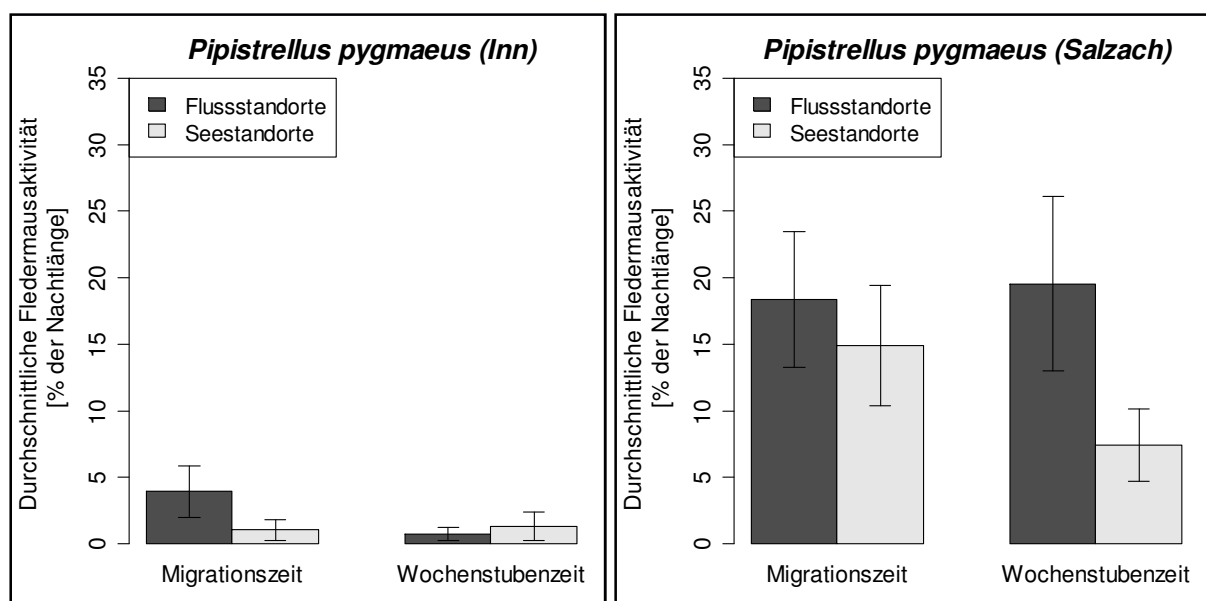 Pipistrellus pygmaeus (Inn)
Durchschnittliche Fledermausaktivität
[% der Nachtlänge]
35
30
25
20
15
10
5
0
Flussstandorte
Seestandorte
Migrationszeit
Wochenstubenzeit
Pipistrellus pygmaeus (Salzach)
Durchschnittliche Fledermausaktivität
[% der Nachtlänge]
35
30
25
20
15
10
5
0
Flussstandorte
Seestandorte
Migrationszeit
Wochenstubenzeit